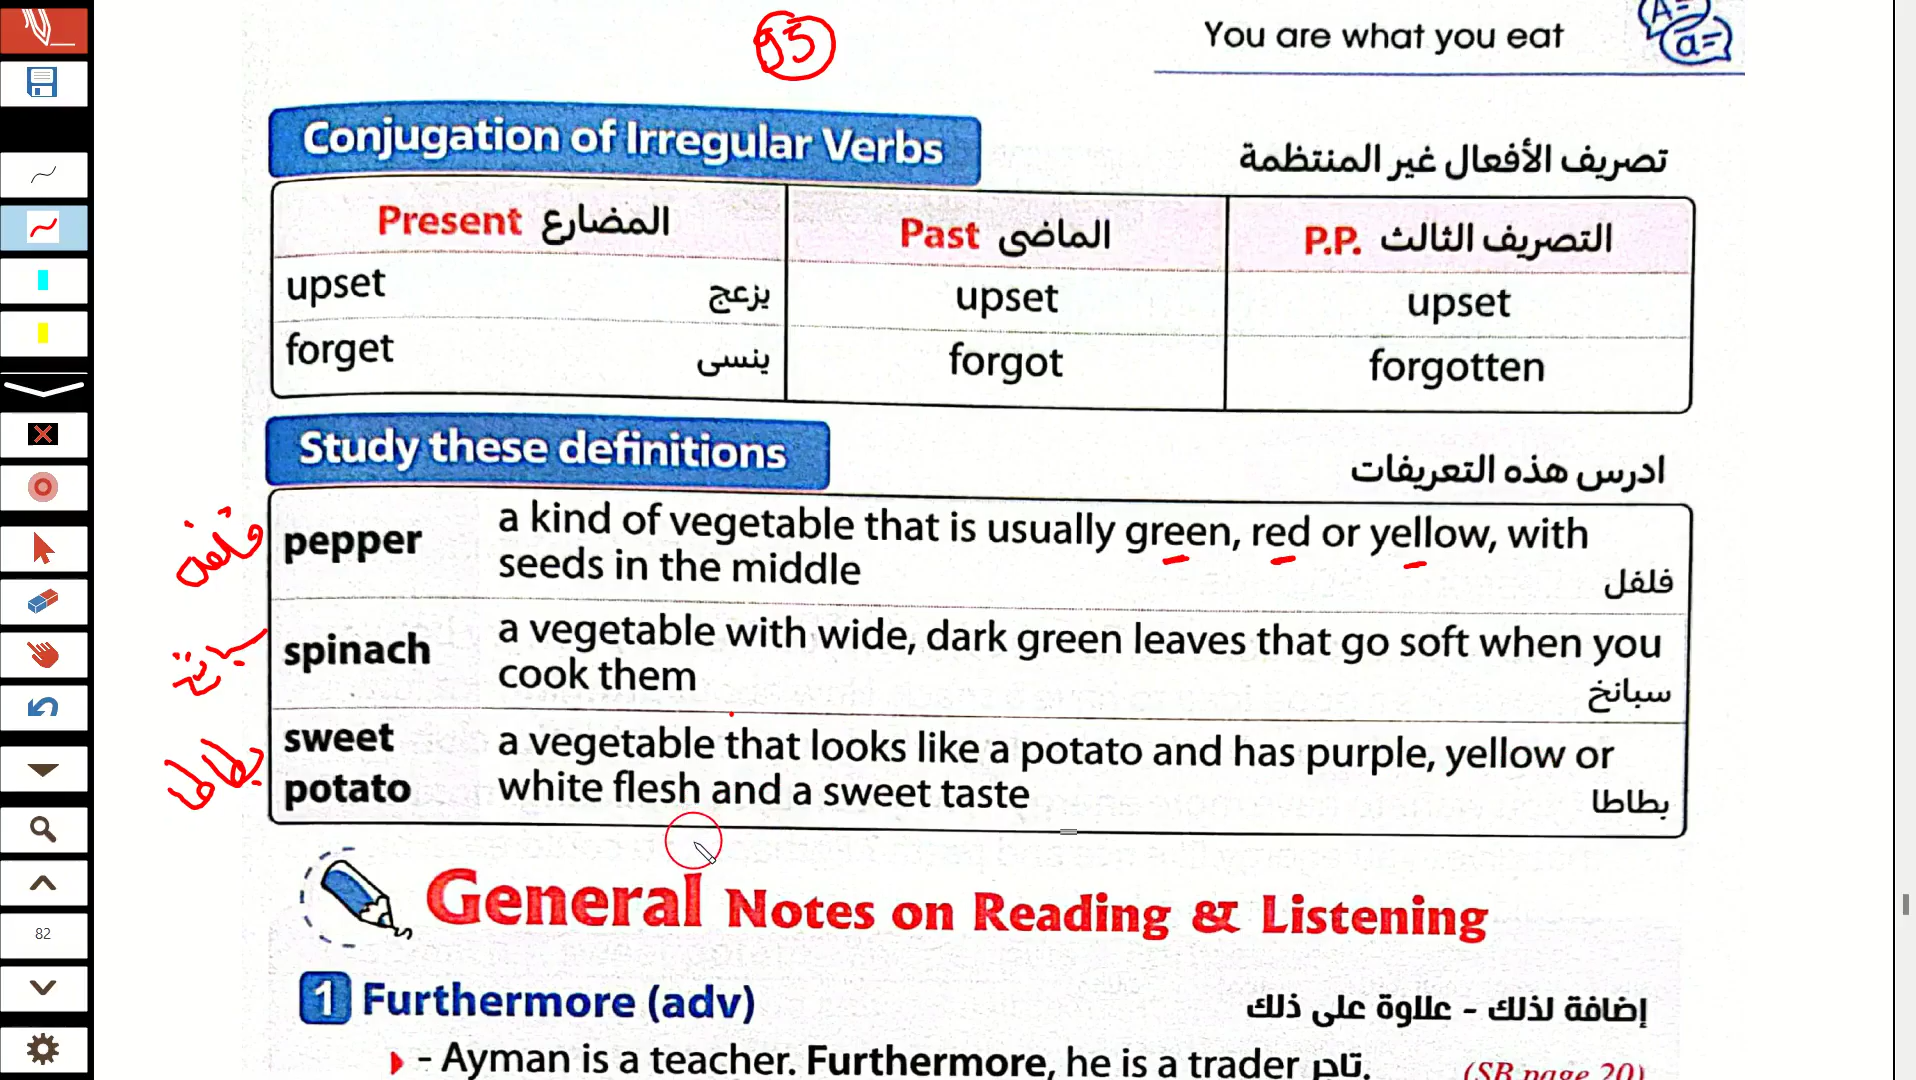 95
You are what you eat
A=
a=
Conjugation of Irregular Verbs
تصريف الأفعال غير المنتظمة
Present المضارع
Past الماضى
P.P. التصريف الثالث
upset يزعج
upset
upset
forget ينسى
forgot
forgotten
Study these definitions
ادرس هذه التعريفات
pepper
a kind of vegetable that is usually green, red or yellow, with
seeds in the middle
فلفل
spinach
a vegetable with wide, dark green leaves that go soft when you
cook them
سبانخ
sweet
potato
a vegetable that looks like a potato and has purple, yellow or
white flesh and a sweet taste
بطاطا
بطاطا
General Notes on Reading & Listening
1 Furthermore (adv)
إضافة لذلك - علاوة على ذلك
- Ayman is a teacher. Furthermore, he is a trader تاجر.
(SB page 20)
82